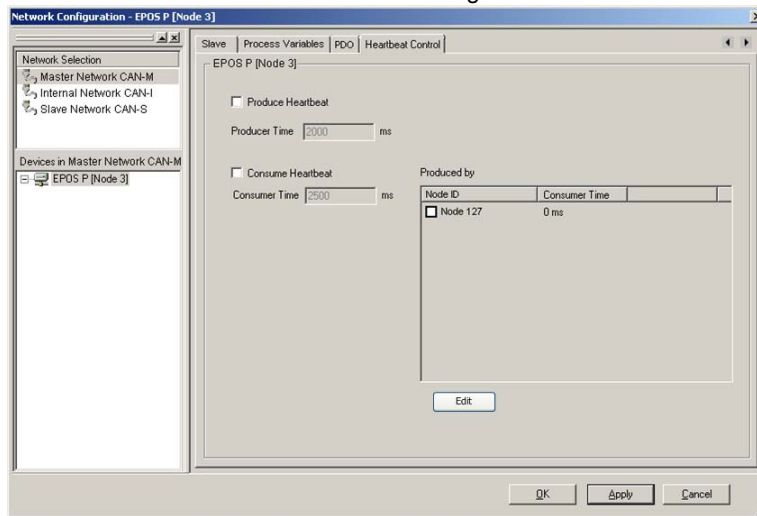 Network Configuration - EPOS P [Node 3]
Network Selection
Master Network CAN-M
Internal Network CAN-I
Slave Network CAN-S
Devices in Master Network CAN-M
EPOS P [Node 3]
Slave Process Variables PDO Heartbeat Control
EPOS P [Node 3]
Produce Heartbeat
Producer Time 2000 ms
Consume Heartbeat
Consumer Time 2500 ms
Produced by
Node ID Consumer Time
Node 127 0 ms
Edit
OK Apply Cancel